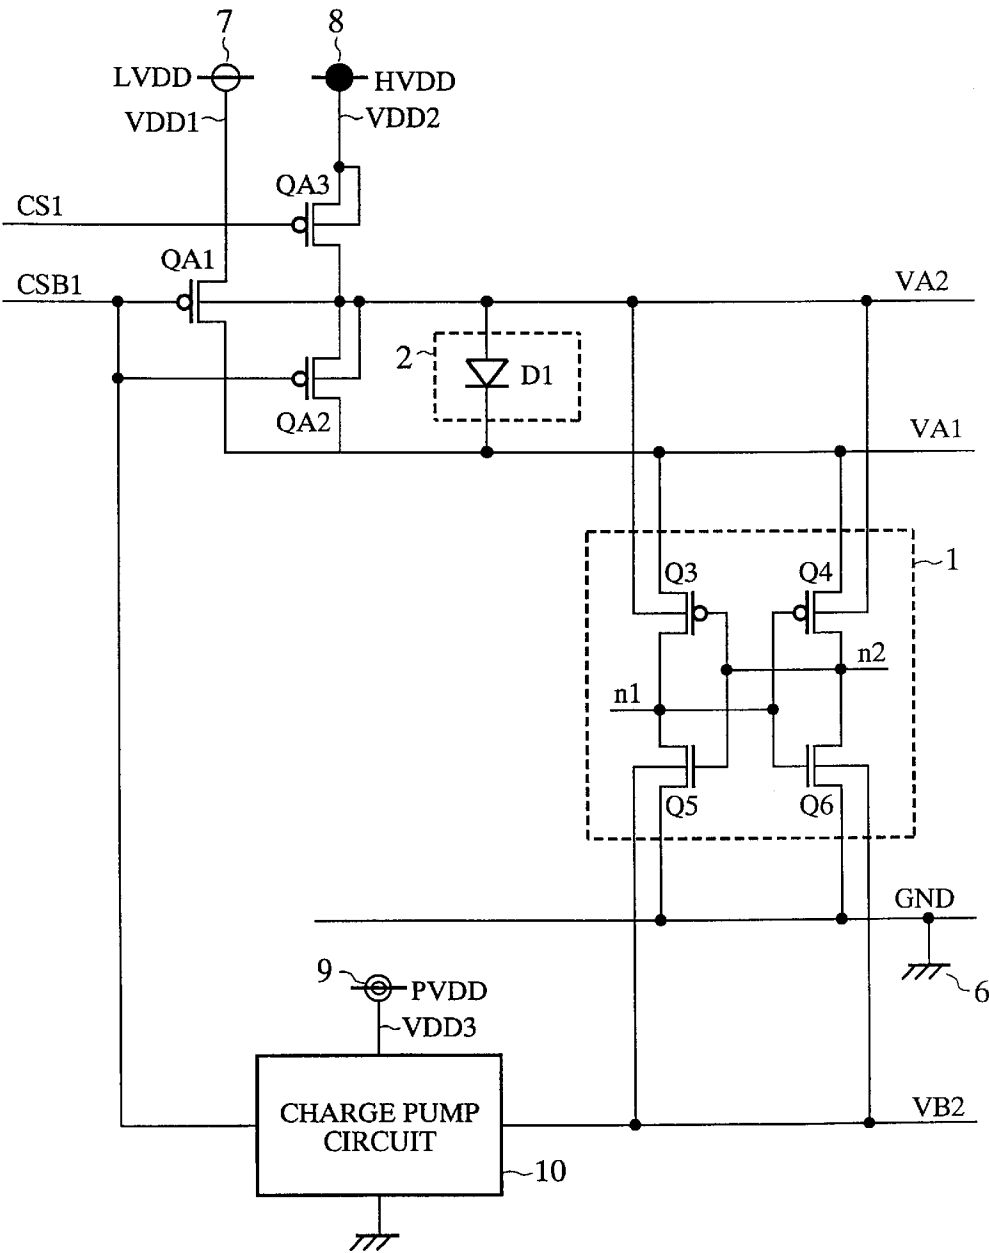 7
8
LVDD
HVDD
VDD1
VDD2
QA3
CS1
QA1
CSB1
VA2
2
D1
QA2
VA1
1
Q3
Q4
n2
n1
Q5
Q6
GND
9
PVDD
6
VDD3
CHARGE PUMP
CIRCUIT
VB2
10